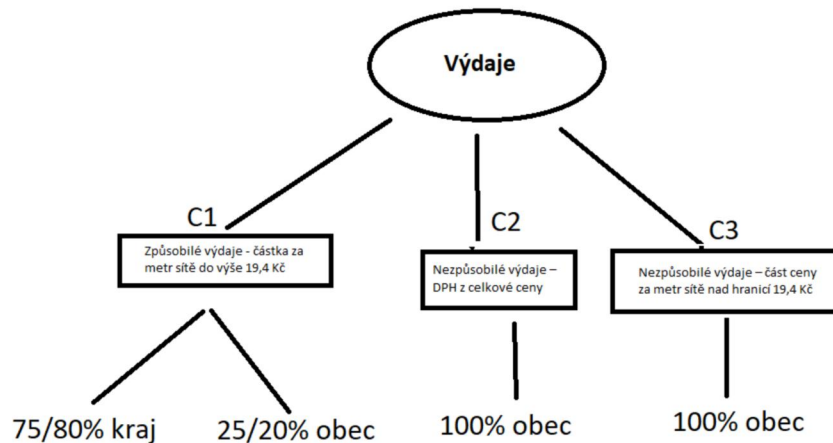 Výdaje
C1
C2
C3
Způsobilé výdaje - částka za
metr sítě do výše 19,4 Kč
Nezpůsobilé výdaje –
DPH z celkové ceny
Nezpůsobilé výdaje – část ceny
za metr sítě nad hranicí 19,4 Kč
75/80% kraj
25/20% obec
100% obec
100% obec